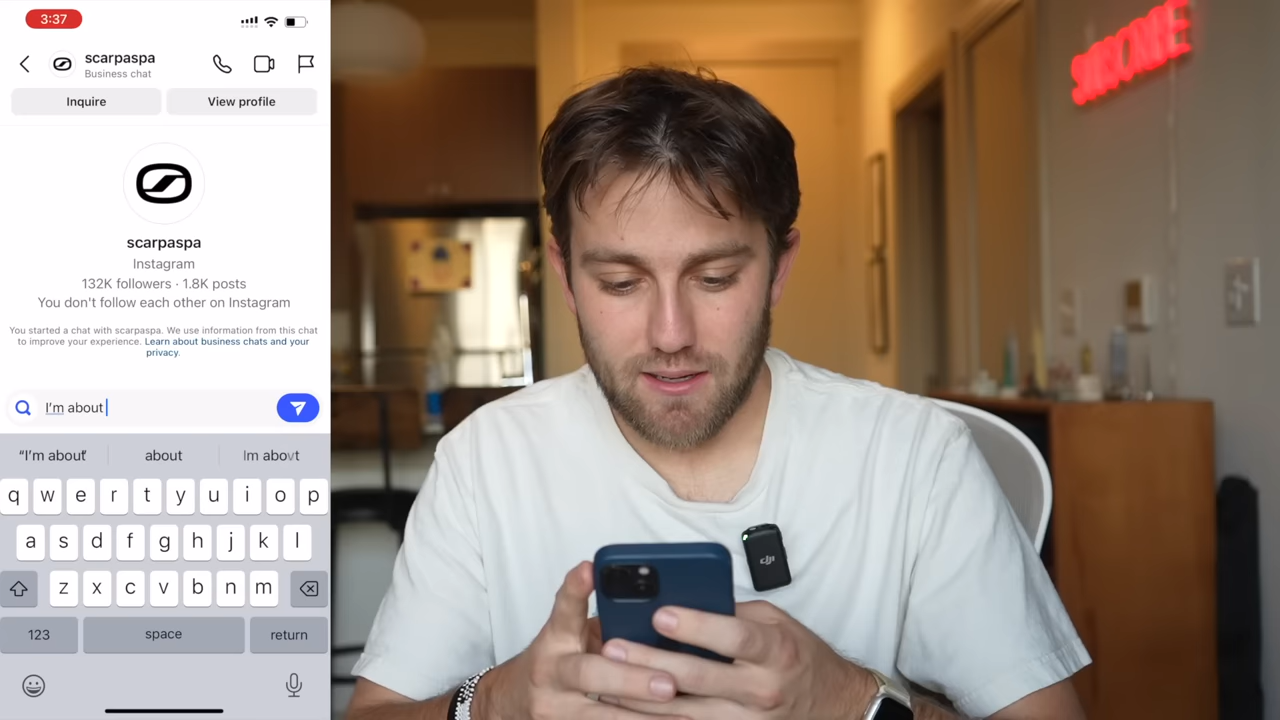 3:37
scarpaspa
Business chat
Inquire
View profile
scarpaspa
Instagram
132K followers · 1.8K posts
You don't follow each other on Instagram
You started a chat with scarpaspa. We use information from this chat
to improve your experience. Learn about business chats and your
privacy.
I'm about
"I'm about"
about
Im abovt
q w e r t y u i o p
a s d f g h j k l
z x c v b n m
123
space
return
SUBSCRIBE
dji